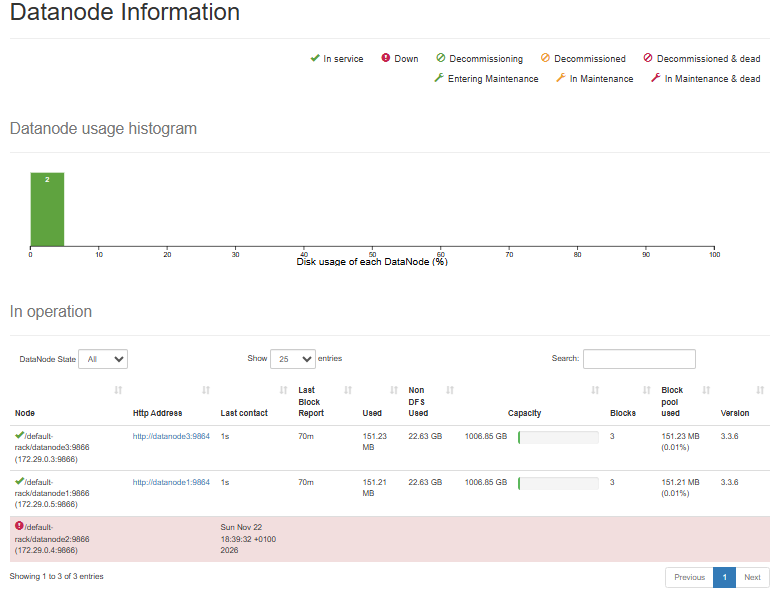 Datanode Information
In service Down Decommissioning Decommissioned Decommissioned & dead
Entering Maintenance In Maintenance In Maintenance & dead
Datanode usage histogram
2
0 10 20 30 40 50 60 70 80 90 100
Disk usage of each DataNode (%)
In operation
DataNode State All Show 25 entries Search:
Node Http Address Last contact Last Block Report Used Non DFS Used Capacity Blocks Block pool used Version
/default-rack/datanode3:9866 (172.29.0.3:9866) http://datanode3:9864 1s 70m 151.23 MB 22.63 GB 1006.85 GB 3 151.23 MB (0.01%) 3.3.6
/default-rack/datanode1:9866 (172.29.0.5:9866) http://datanode1:9864 1s 70m 151.21 MB 22.63 GB 1006.85 GB 3 151.21 MB (0.01%) 3.3.6
/default-rack/datanode2:9866 (172.29.0.4:9866) Sun Nov 22 18:39:32 +0100 2026
Showing 1 to 3 of 3 entries
Previous 1 Next